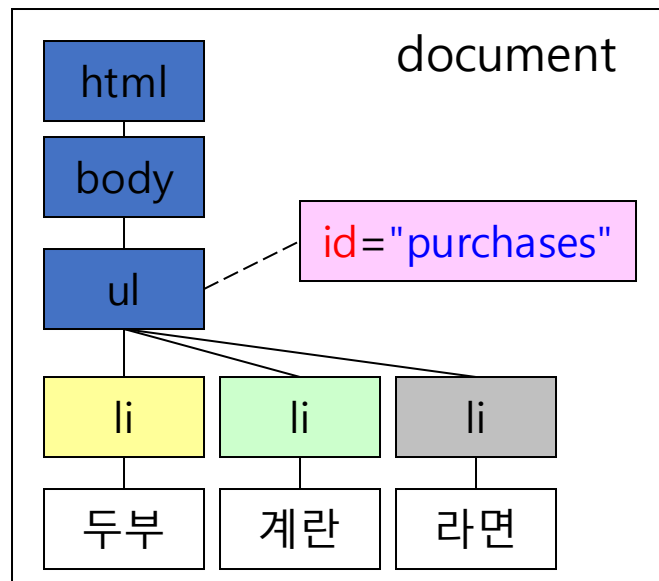 document
html
body
id="purchases"
ul
li
li
li
두부
계란
라면